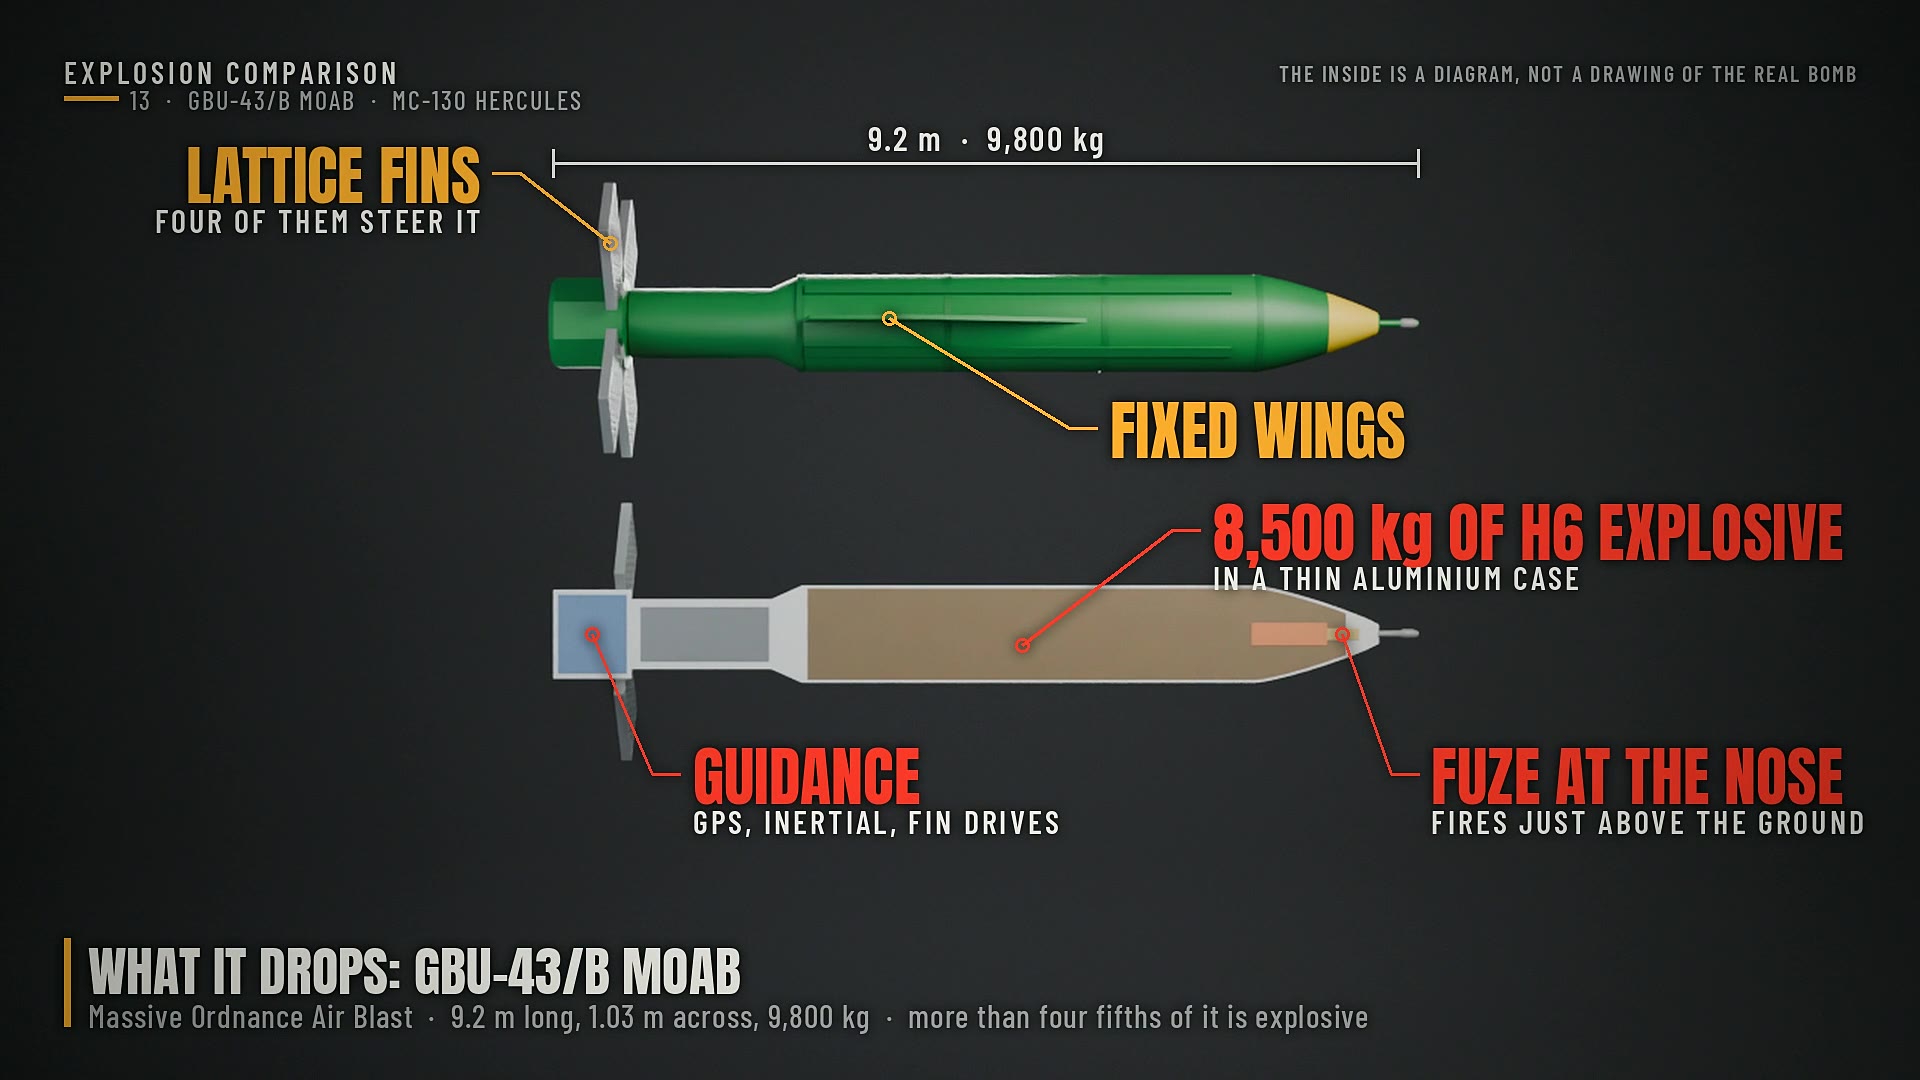 EXPLOSION COMPARISON
13 · GBU-43/B MOAB · MC-130 HERCULES
THE INSIDE IS A DIAGRAM, NOT A DRAWING OF THE REAL BOMB
9.2 m · 9,800 kg
LATTICE FINS
FOUR OF THEM STEER IT
FIXED WINGS
8,500 kg OF H6 EXPLOSIVE
IN A THIN ALUMINIUM CASE
GUIDANCE
GPS, INERTIAL, FIN DRIVES
FUZE AT THE NOSE
FIRES JUST ABOVE THE GROUND
WHAT IT DROPS: GBU-43/B MOAB
Massive Ordnance Air Blast · 9.2 m long, 1.03 m across, 9,800 kg · more than four fifths of it is explosive